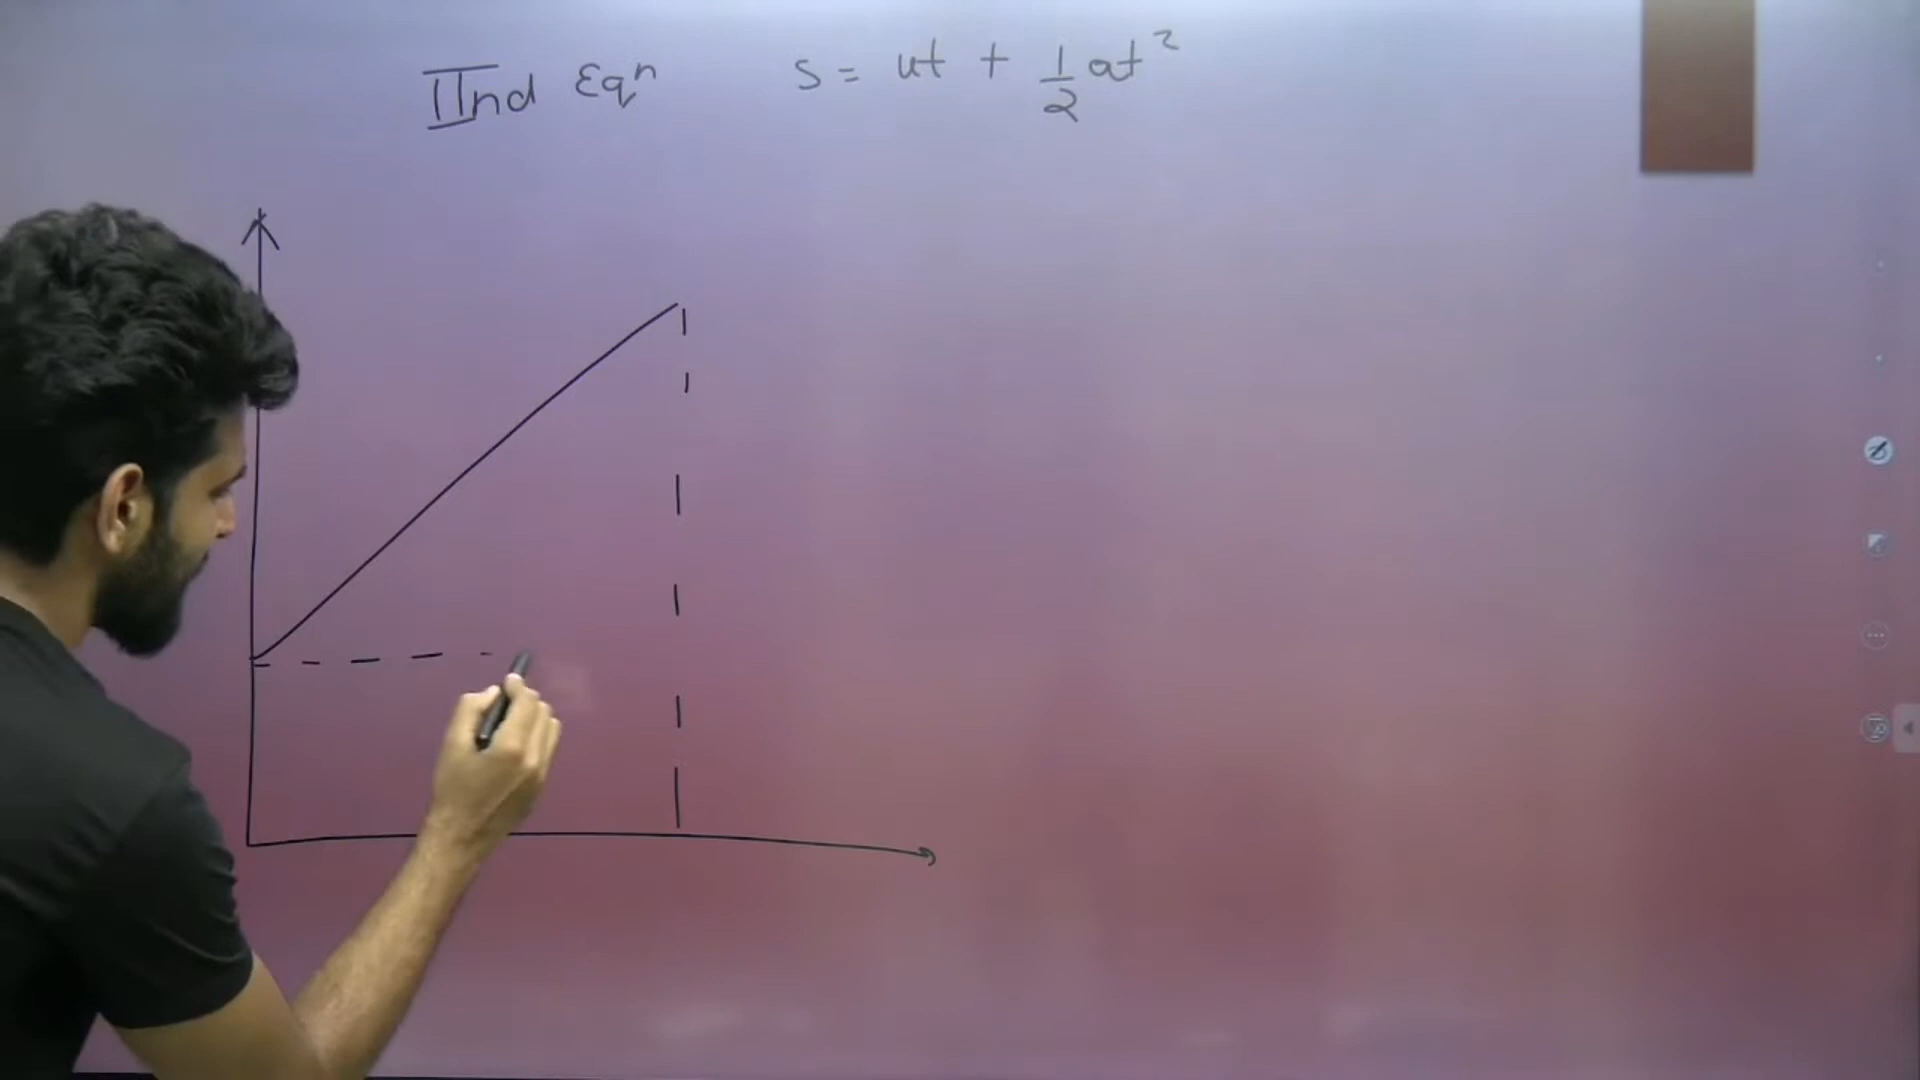 IInd Eqⁿ s = ut + 1/2 at²